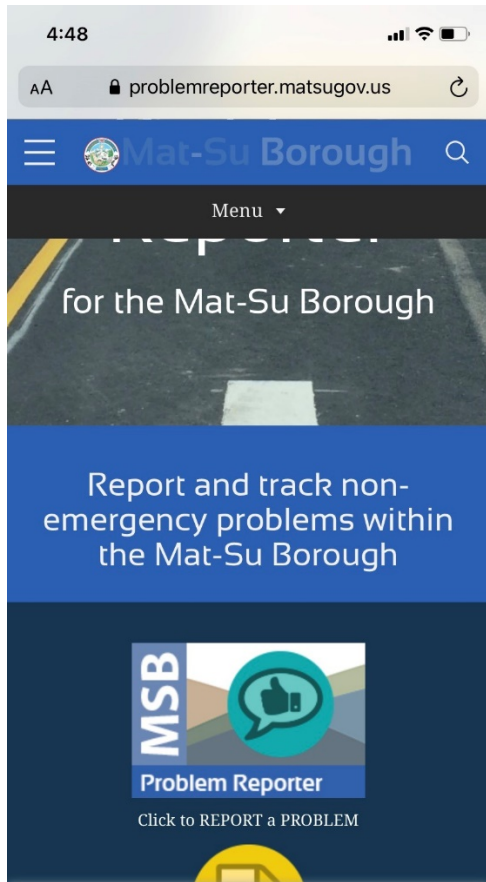 4:48
AA problemreporter.matsugov.us
Mat-Su Borough
Menu
Reporter
for the Mat-Su Borough
Report and track non-
emergency problems within
the Mat-Su Borough
MSB
Problem Reporter
Click to REPORT a PROBLEM